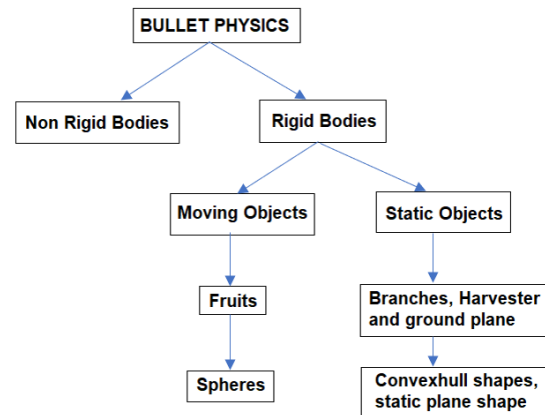 BULLET PHYSICS
Non Rigid Bodies
Rigid Bodies
Moving Objects
Static Objects
Fruits
Branches, Harvester
and ground plane
Spheres
Convexhull shapes,
static plane shape